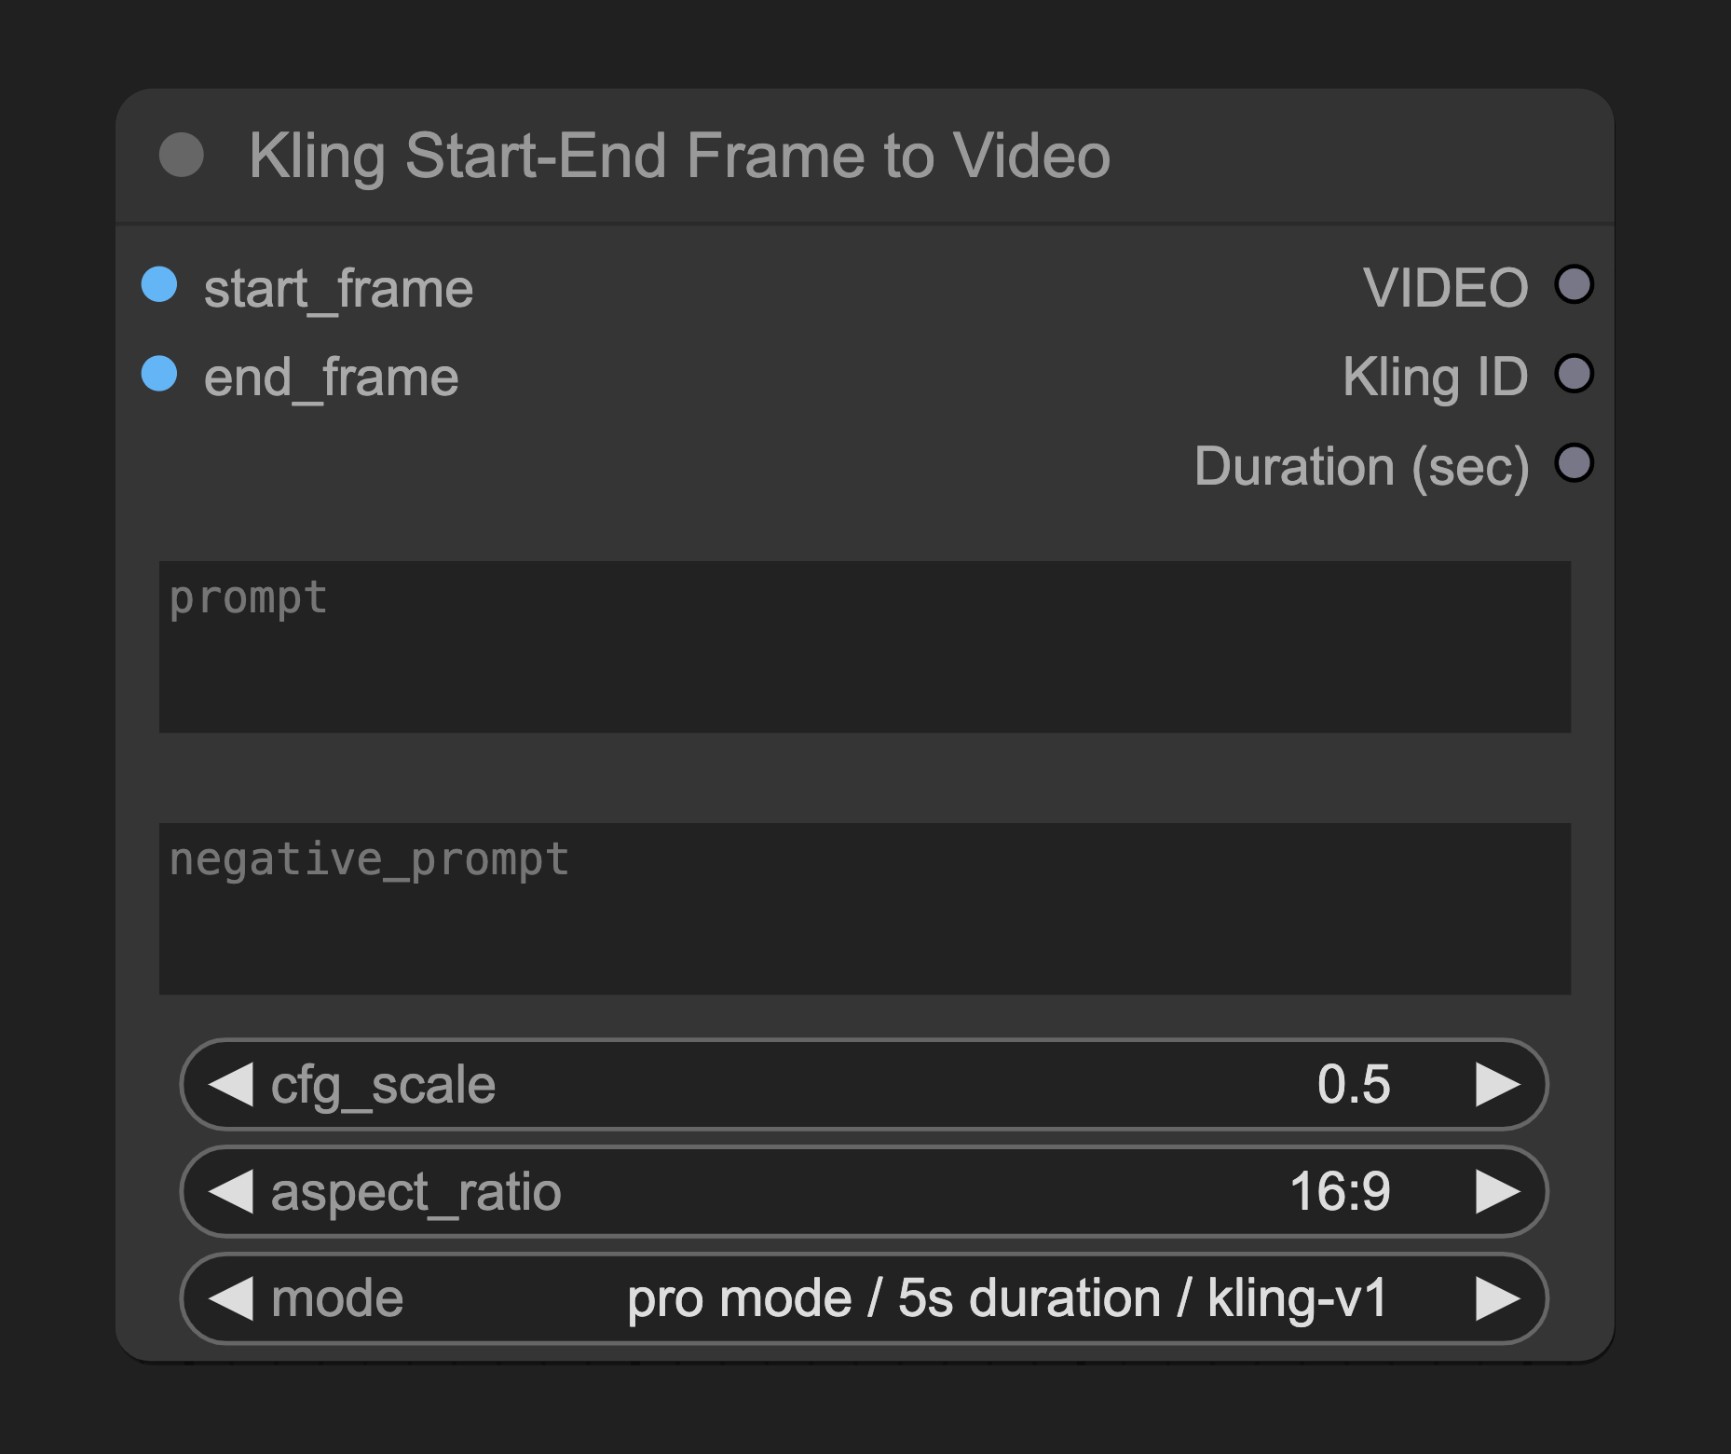 Kling Start-End Frame to Video
start_frame VIDEO
end_frame Kling ID
Duration (sec)
prompt
negative_prompt
cfg_scale 0.5
aspect_ratio 16:9
mode pro mode / 5s duration / kling-v1